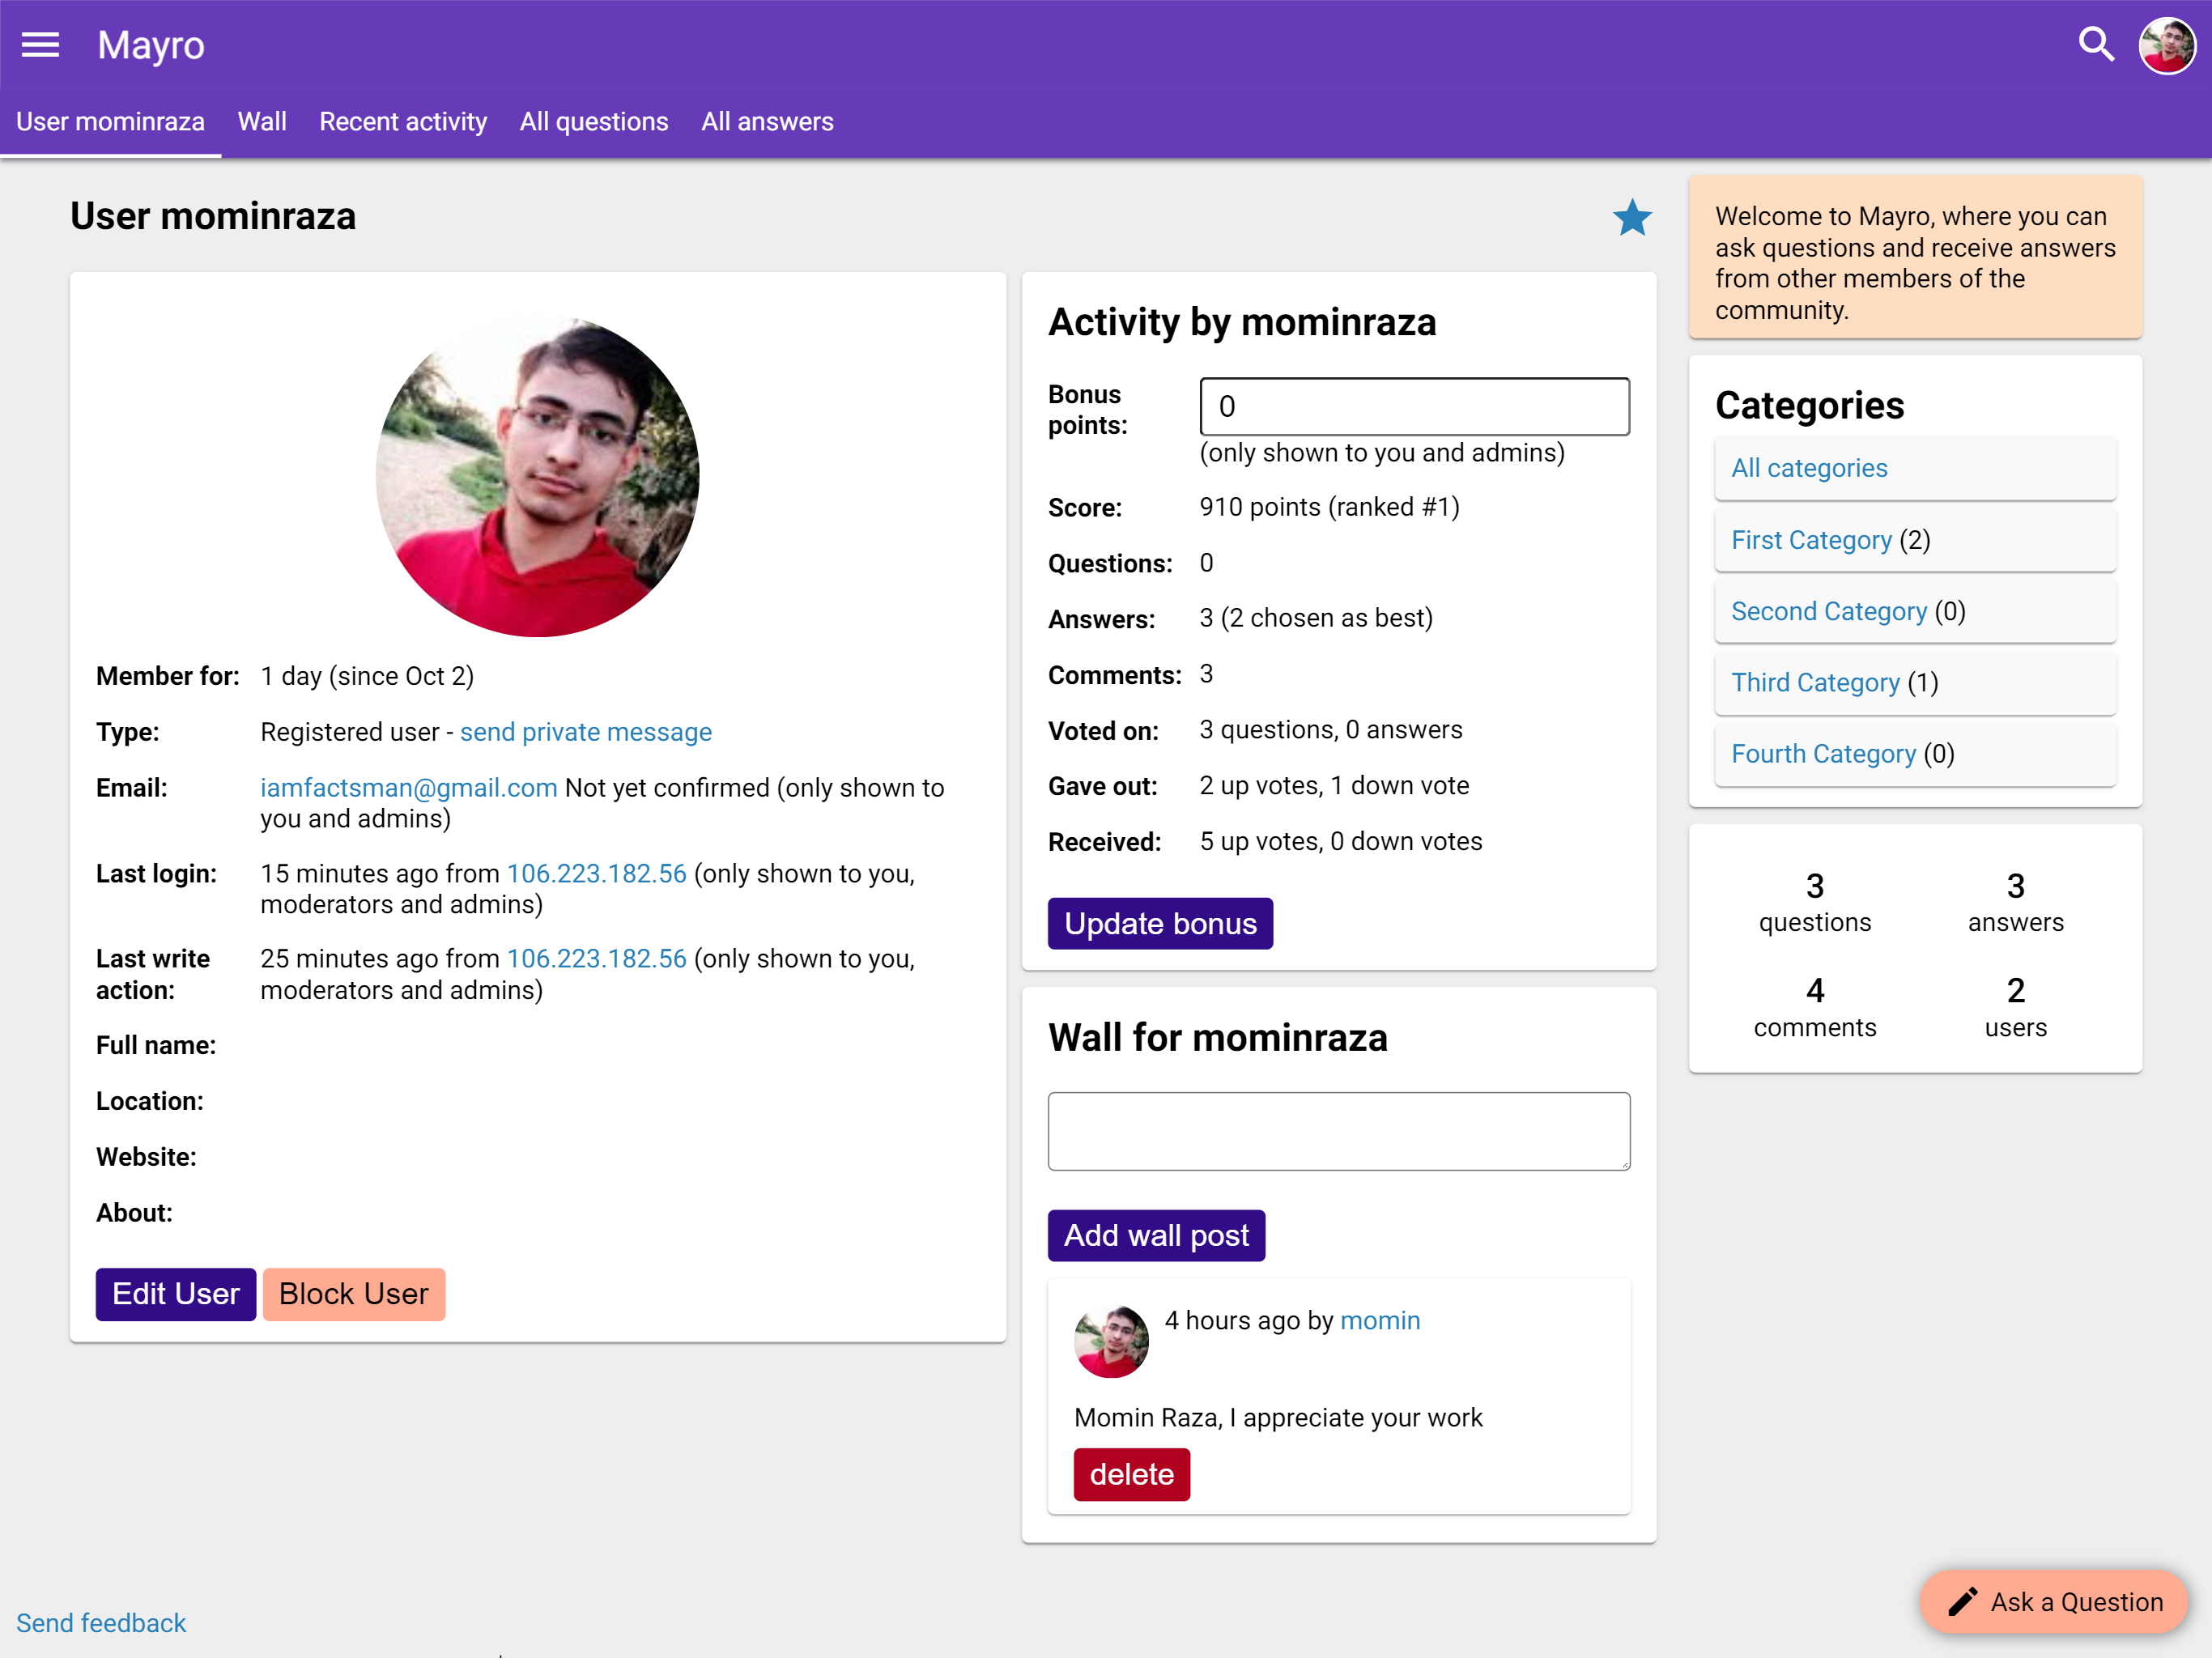 Mayro
User mominraza Wall Recent activity All questions All answers
User mominraza
Member for: 1 day (since Oct 2)
Type: Registered user - send private message
Email: iamfactsman@gmail.com Not yet confirmed (only shown to
you and admins)
Last login: 15 minutes ago from 106.223.182.56 (only shown to you,
moderators and admins)
Last write 25 minutes ago from 106.223.182.56 (only shown to you,
action: moderators and admins)
Full name:
Location:
Website:
About:
Edit User Block User
Activity by mominraza
Bonus
points:
0
(only shown to you and admins)
Score: 910 points (ranked #1)
Questions: 0
Answers: 3 (2 chosen as best)
Comments: 3
Voted on: 3 questions, 0 answers
Gave out: 2 up votes, 1 down vote
Received: 5 up votes, 0 down votes
Update bonus
Wall for mominraza
Add wall post
4 hours ago by momin
Momin Raza, I appreciate your work
delete
Welcome to Mayro, where you can
ask questions and receive answers
from other members of the
community.
Categories
All categories
First Category (2)
Second Category (0)
Third Category (1)
Fourth Category (0)
3 3
questions answers
4 2
comments users
Ask a Question
Send feedback